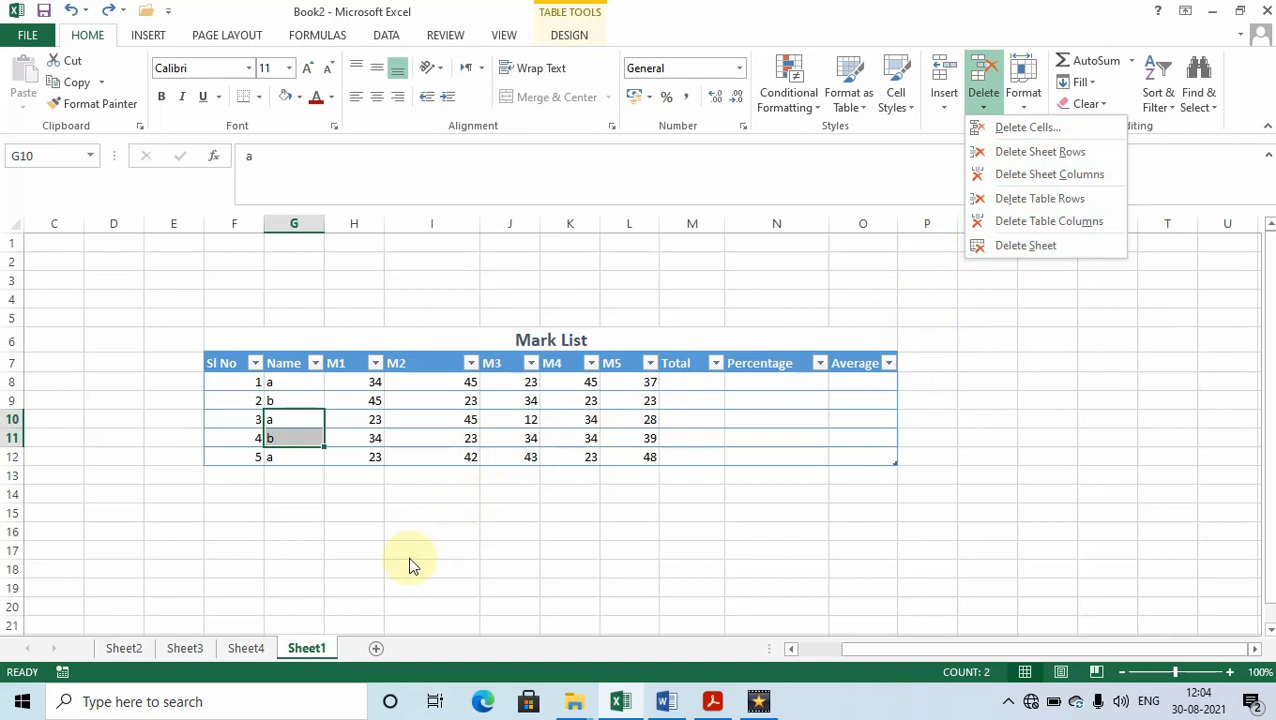 Book2 - Microsoft Excel
TABLE TOOLS
?
FILE HOME INSERT PAGE LAYOUT FORMULAS DATA REVIEW VIEW DESIGN
Paste
Cut
Copy
Format Painter
Clipboard
Calibri 11
B I U
Font
Wrap Text
Merge & Center
Alignment
General
% ,
Number
Conditional Formatting
Format as Table
Cell Styles
Styles
Insert
Delete
Format
AutoSum
Fill
Clear
Sort & Filter
Find & Select
diting
Delete Cells...
Delete Sheet Rows
Delete Sheet Columns
Delete Table Rows
Delete Table Columns
Delete Sheet
G10 fx a
C D E F G H I J K L M N O P T U
1
2
3
4
5
6 Mark List
7 Sl No Name M1 M2 M3 M4 M5 Total Percentage Average
8 1 a 34 45 23 45 37
9 2 b 45 23 34 23 23
10 3 a 23 45 12 34 28
11 4 b 34 23 34 34 39
12 5 a 23 42 43 23 48
13
14
15
16
17
18
19
20
21
Sheet2 Sheet3 Sheet4 Sheet1
READY COUNT: 2 100%
Type here to search
ENG
12:04
30-08-2021
2